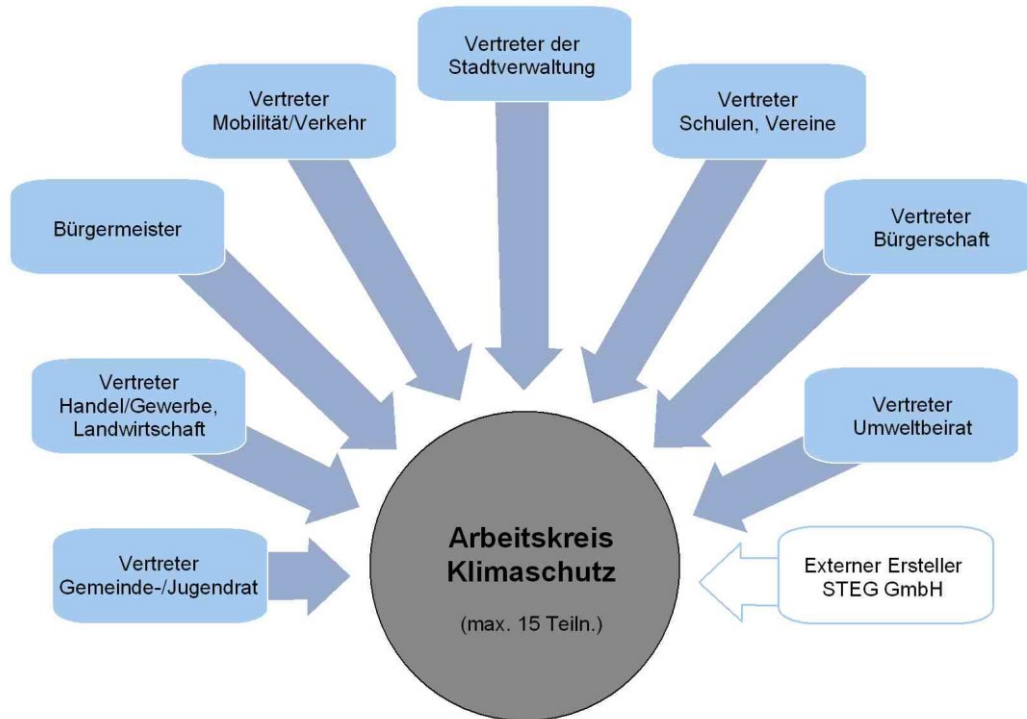 Vertreter der
Stadtverwaltung
Vertreter
Mobilität/Verkehr
Vertreter
Schulen, Vereine
Bürgermeister
Vertreter
Bürgerschaft
Vertreter
Handel/Gewerbe,
Landwirtschaft
Vertreter
Umweltbeirat
Vertreter
Gemeinde-/Jugendrat
Arbeitskreis
Klimaschutz
(max. 15 Teiln.)
Externer Ersteller
STEG GmbH